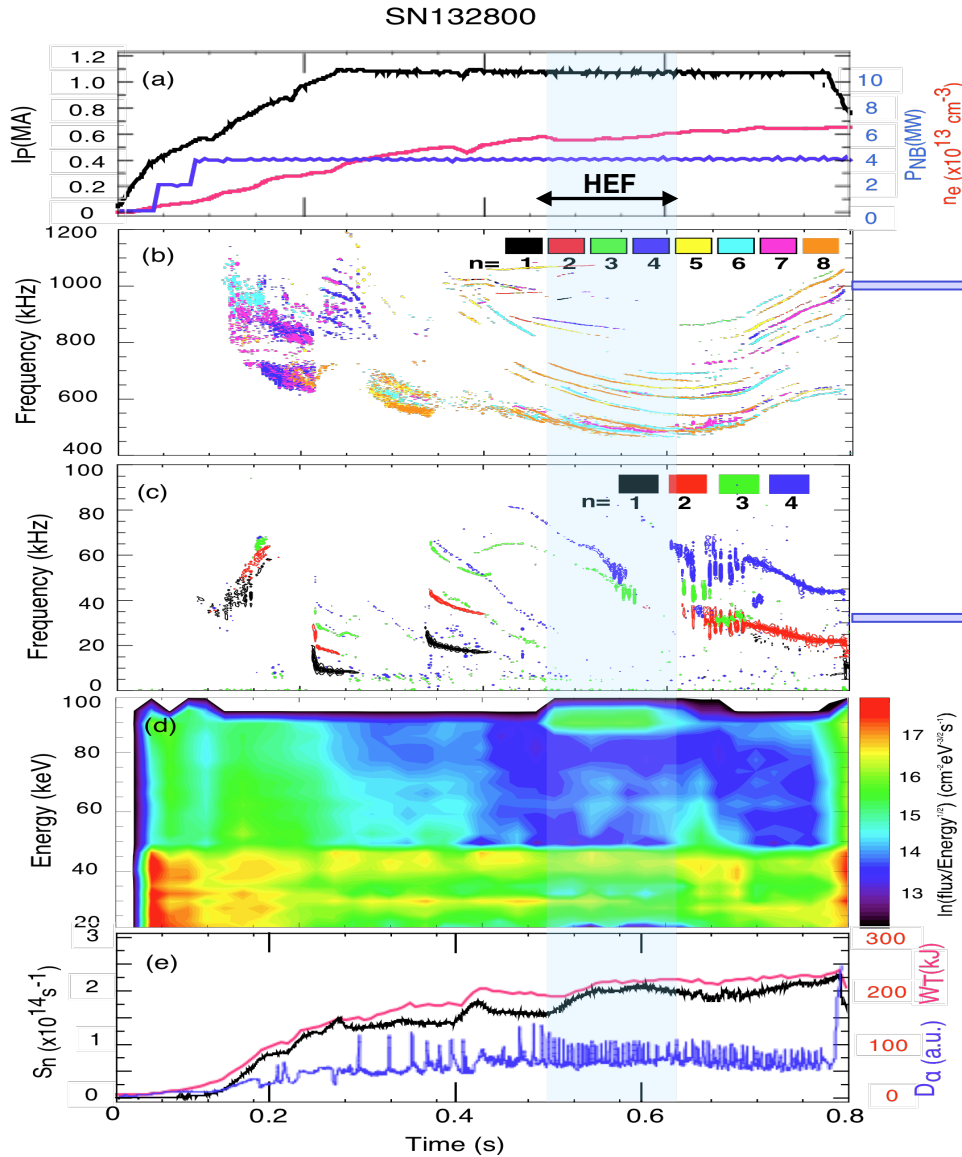 SN132800
(a)
1.2
1.0
0.8
0.6
0.4
0.2
0
IP(MA)
HEF
10
8
6
4
2
0
PNB(MW)
ne (x10¹³ cm⁻³)
(b)
n= 1 2 3 4 5 6 7 8
1200
1000
800
600
400
Frequency (kHz)
(c)
n= 1 2 3 4
100
80
60
40
20
0
Frequency (kHz)
(d)
100
80
60
40
20
Energy (keV)
17
16
15
14
13
ln(flux/Energy¹/²) (cm⁻²eV⁻³/²s⁻¹)
(e)
3
2
1
0
Sn (x10¹⁴s⁻¹)
300
200
100
0
WT(kJ)
Dα (a.u.)
0 0.2 0.4 0.6 0.8
Time (s)